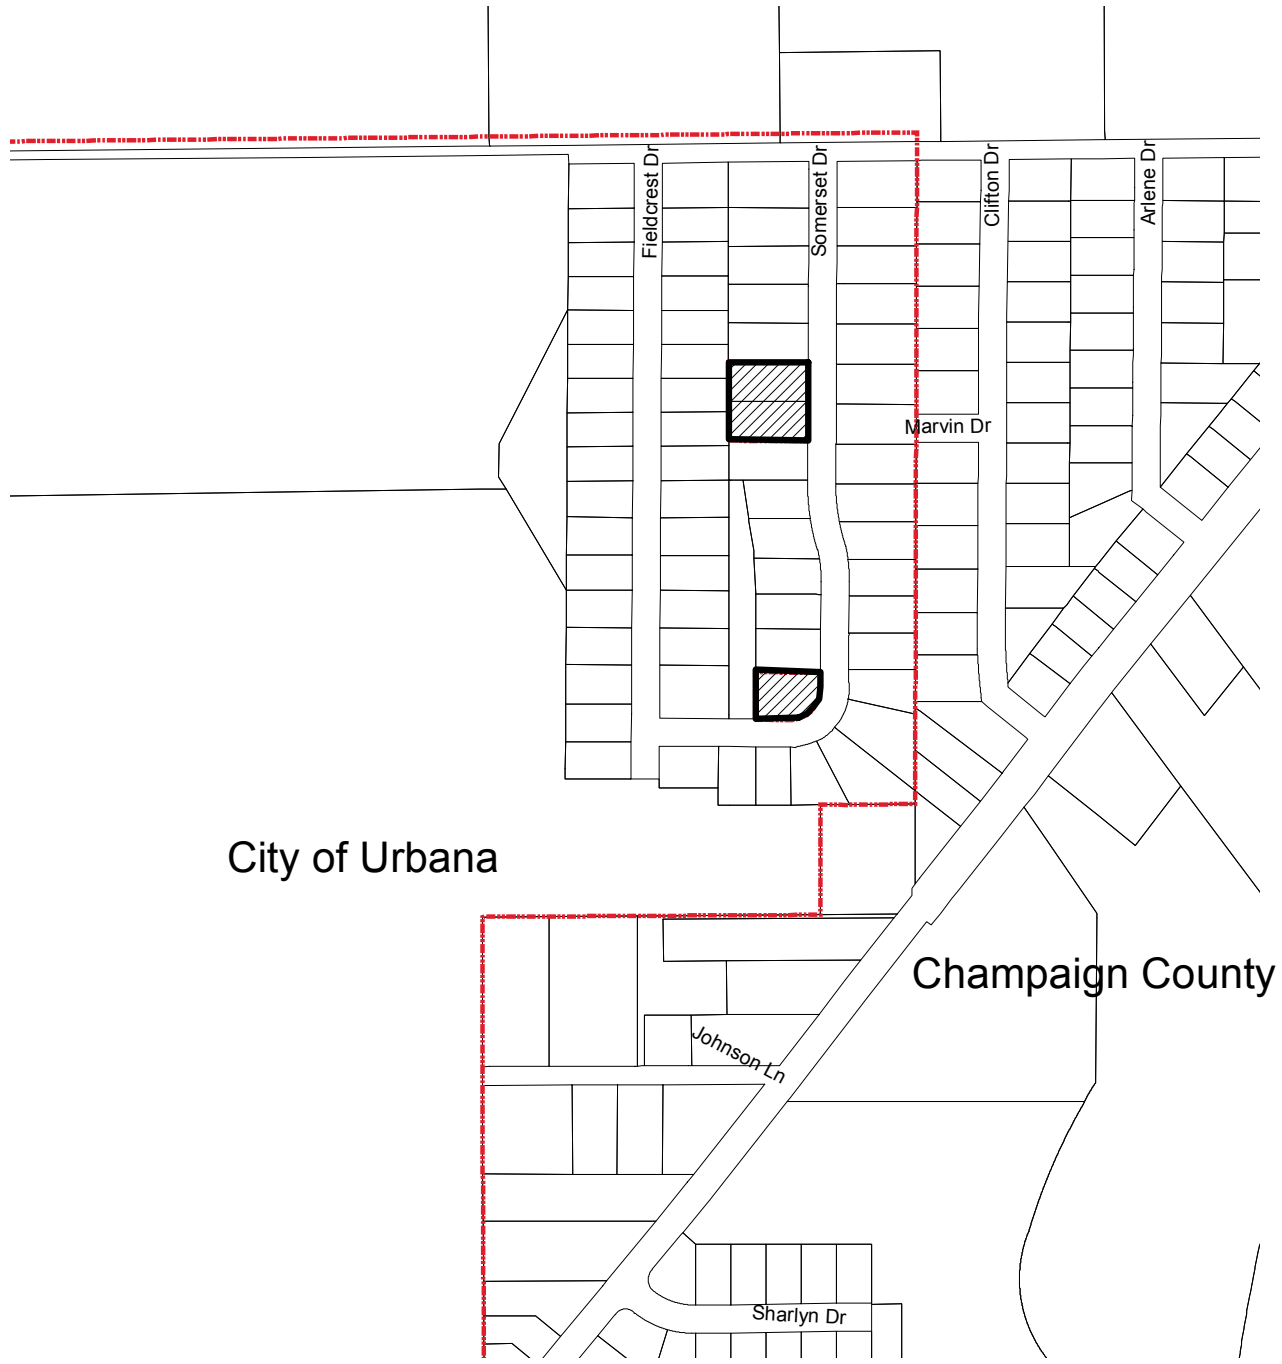 Fieldcrest Dr
Somerset Dr
Clifton Dr
Arlene Dr
Marvin Dr
City of Urbana
Champaign County
Johnson Ln
Sharlyn Dr